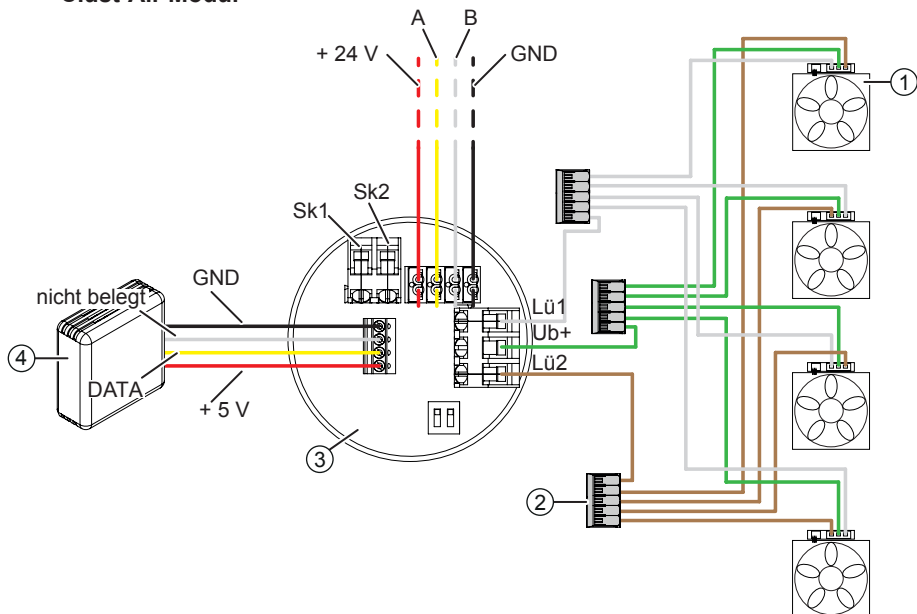 A
B
+ 24 V
GND
1
Sk2
Sk1
GND
nicht belegt
Lü1
Ub+
Lü2
4
DATA
+ 5 V
3
2